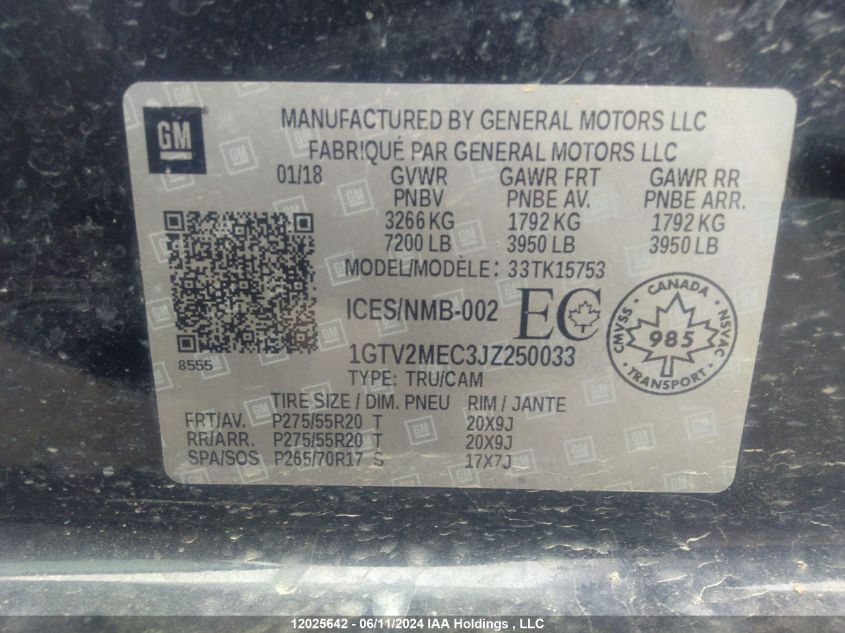 GM
MANUFACTURED BY GENERAL MOTORS LLC
FABRIQUÉ PAR GENERAL MOTORS LLC
01/18 GVWR GAWR FRT GAWR RR
PNBV PNBE AV. PNBE ARR.
3266 KG 1792 KG 1792 KG
7200 LB 3950 LB 3950 LB
MODEL/MODÈLE: 33TK15753
ICES/NMB-002 EC
CANADA
CMVSS 985 NSVAC
TRANSPORT
8555
1GTV2MEC3JZ250033
TYPE: TRU/CAM
TIRE SIZE / DIM. PNEU RIM / JANTE
FRT/AV. P275/55R20 T 20X9J
RR/ARR. P275/55R20 T 20X9J
SPA/SOS P265/70R17 S 17X7J
12025642 - 06/11/2024 IAA Holdings , LLC